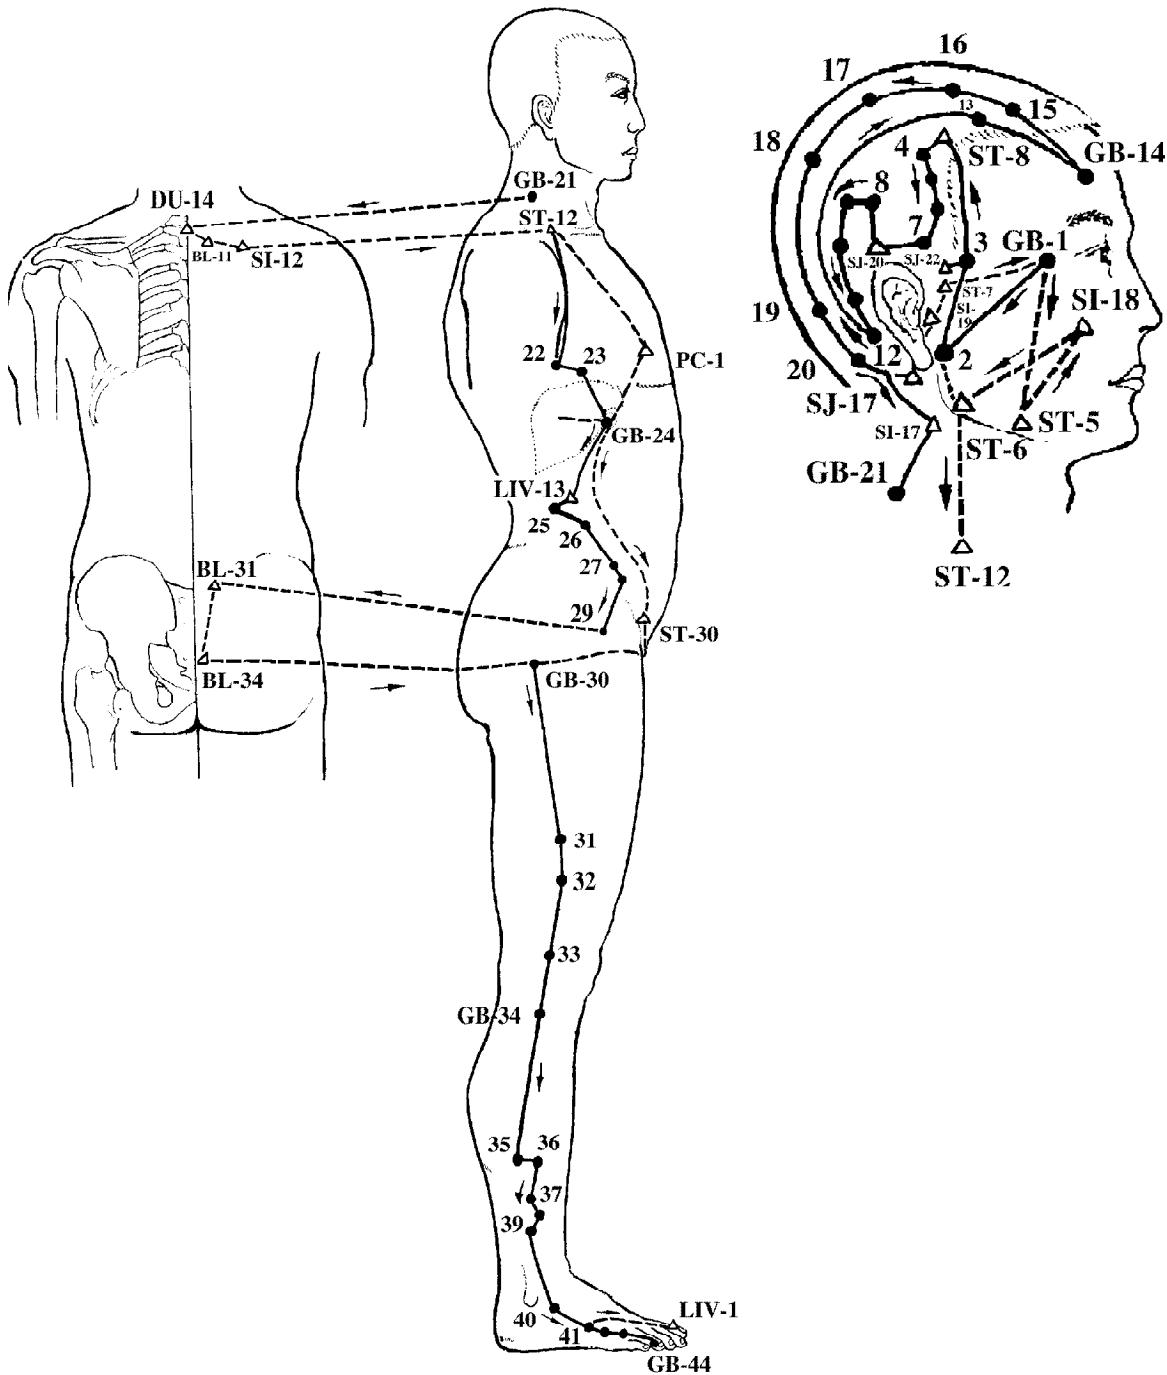 DU-14
BL-11
SI-12
BL-31
BL-34
GB-21
ST-12
22
23
PC-1
GB-24
LIV-13
25
26
27
29
ST-30
GB-30
31
32
33
GB-34
35
36
37
39
40
41
LIV-1
GB-44
16
17
13
15
18
4
ST-8
GB-14
8
7
3
GB-1
SJ-20
SJ-22
ST-7
SI-19
SI-18
19
12
2
20
SJ-17
SI-17
ST-6
ST-5
GB-21
ST-12